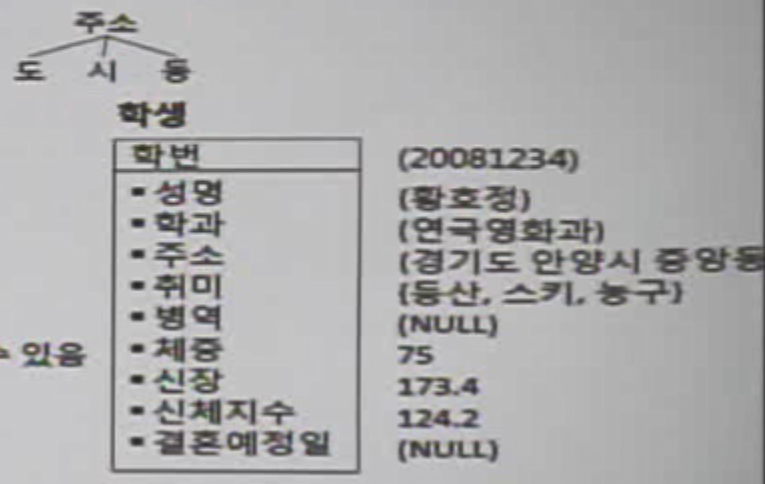 주소
도 시 동
학생
학번 (20081234)
▪ 성명 (황호정)
▪ 학과 (연극영화과)
▪ 주소 (경기도 안양시 중앙동
▪ 취미 {등산, 스키, 농구}
▪ 병역 (NULL)
있음
▪ 체중 75
▪ 신장 173.4
▪ 신체지수 124.2
▪ 결혼예정일 (NULL)